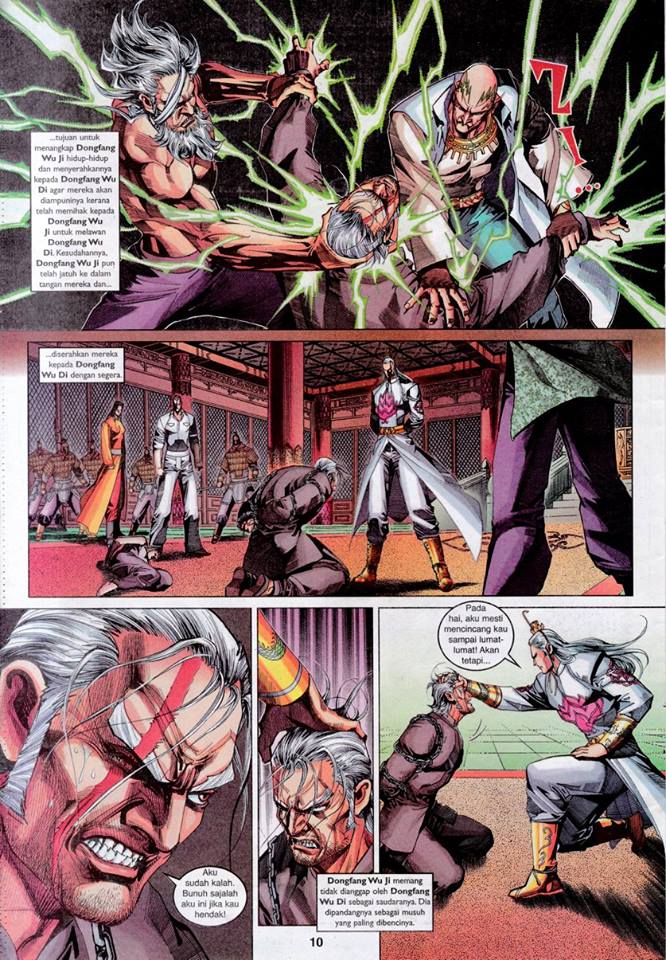 ...tujuan untuk
menangkap Dongfang
Wu Ji hidup-hidup
dan menyerahkannya
kepada Dongfang Wu
Di agar mereka akan
diampuninya kerana
telah memihak kepada
Dongfang Wu
Ji untuk melawan
Dongfang Wu
Di. Kesudahannya,
Dongfang Wu Ji pun
telah jatuh ke dalam
tangan mereka dan...
...diserahkan mereka
kepada Dongfang
Wu Di dengan segera.
Aku
sudah kalah.
Bunuh sajalah
aku ini jika kau
hendak!
Dongfang Wu Ji memang
tidak dianggap oleh Dongfang
Wu Di sebagai saudaranya. Dia
dipandangnya sebagai musuh
yang paling dibencinya.
Pada
hai, aku mesti
mencincang kau
sampai lumat-
lumat! Akan
tetapi...
10